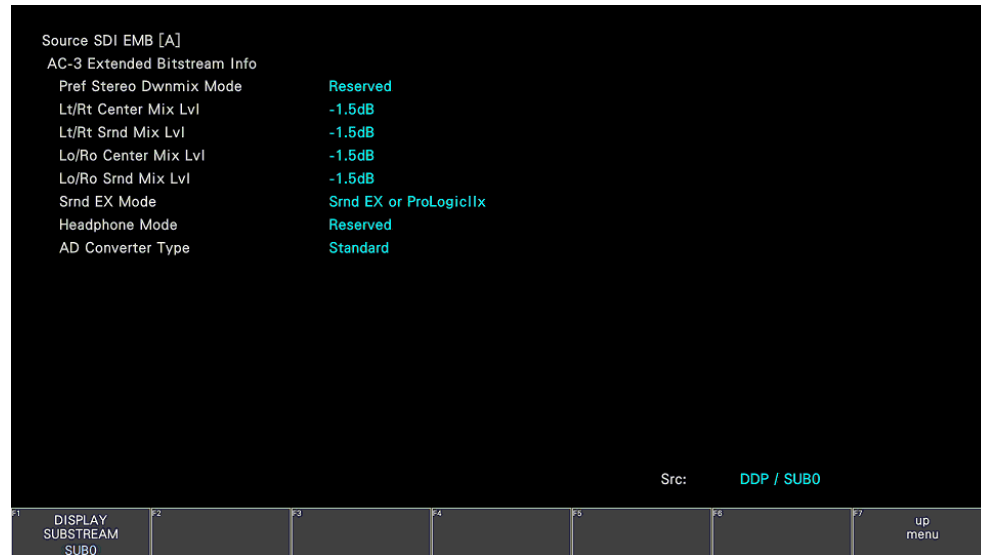 Source SDI EMB [A]
AC-3 Extended Bitstream Info
Pref Stereo Dwnmix Mode Reserved
Lt/Rt Center Mix Lvl -1.5dB
Lt/Rt Srnd Mix Lvl -1.5dB
Lo/Ro Center Mix Lvl -1.5dB
Lo/Ro Srnd Mix Lvl -1.5dB
Srnd EX Mode Srnd EX or ProLogicIIx
Headphone Mode Reserved
AD Converter Type Standard
Src: DDP / SUB0
F1 DISPLAY SUBSTREAM SUB0
F2
F3
F4
F5
F6
F7 up menu